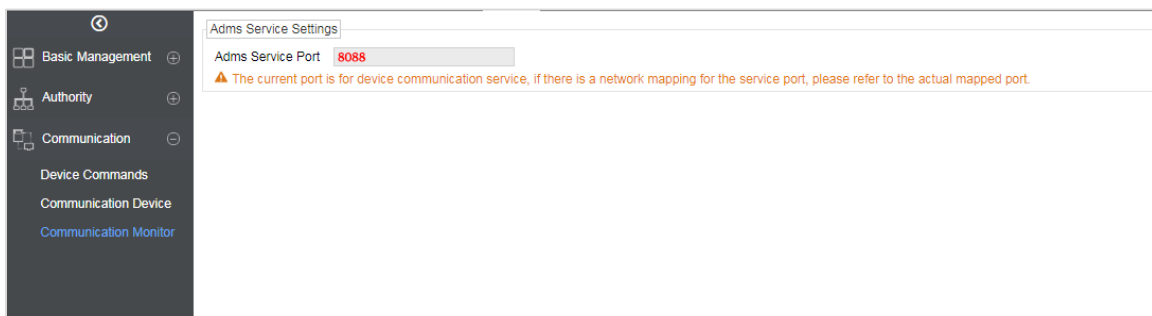 Basic Management
Authority
Communication
Device Commands
Communication Device
Communication Monitor
Adms Service Settings
Adms Service Port 8088
The current port is for device communication service, if there is a network mapping for the service port, please refer to the actual mapped port.